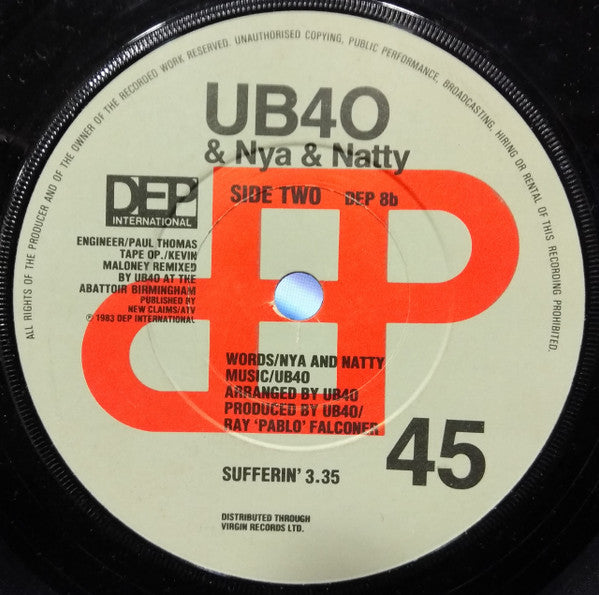 ALL RIGHTS OF THE PRODUCER AND OF THE OWNER OF THE RECORDED WORK RESERVED. UNAUTHORISED COPYING, PUBLIC PERFORMANCE, BROADCASTING, HIRING OR RENTAL OF THIS RECORDING PROHIBITED.
UB40
& Nya & Natty
DEP
INTERNATIONAL
SIDE TWO DEP 8b
ENGINEER/PAUL THOMAS
TAPE OP./KEVIN
MALONEY REMIXED
BY UB40 AT THE
ABATTOIR BIRMINGHAM
PUBLISHED BY
NEW CLAIMS/ATV
℗ 1983 DEP INTERNATIONAL
WORDS/NYA AND NATTY
MUSIC/UB40
ARRANGED BY UB40
PRODUCED BY UB40/
RAY 'PABLO' FALCONER
45
SUFFERIN' 3.35
DISTRIBUTED THROUGH
VIRGIN RECORDS LTD.